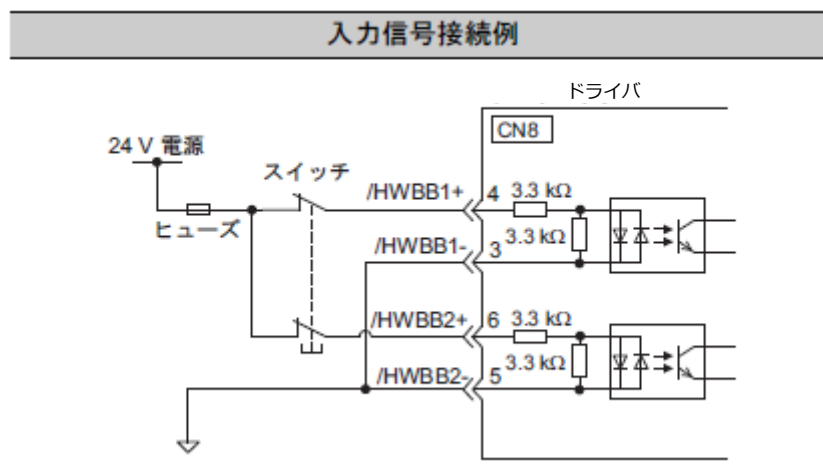 入力信号接続例
ドライバ
CN8
24 V 電源
スイッチ
ヒューズ
/HWBB1+ 4 3.3 kΩ
/HWBB1- 3 3.3 kΩ
/HWBB2+ 6 3.3 kΩ
/HWBB2- 5 3.3 kΩ